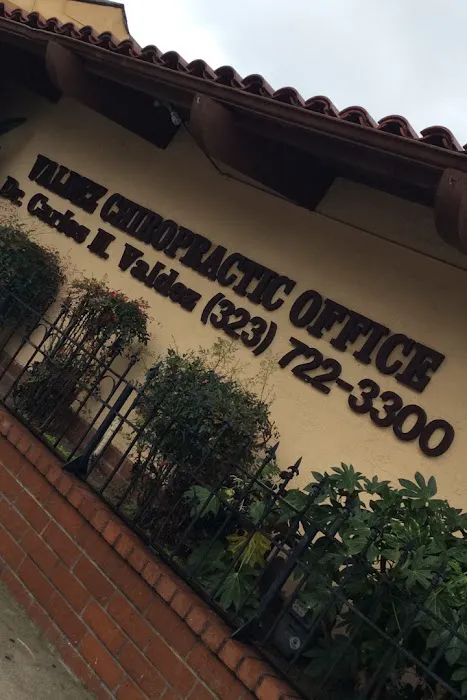 VALDEZ CHIROPRACTIC OFFICE
Dr. Carlos M. Valdez (323) 722-3300